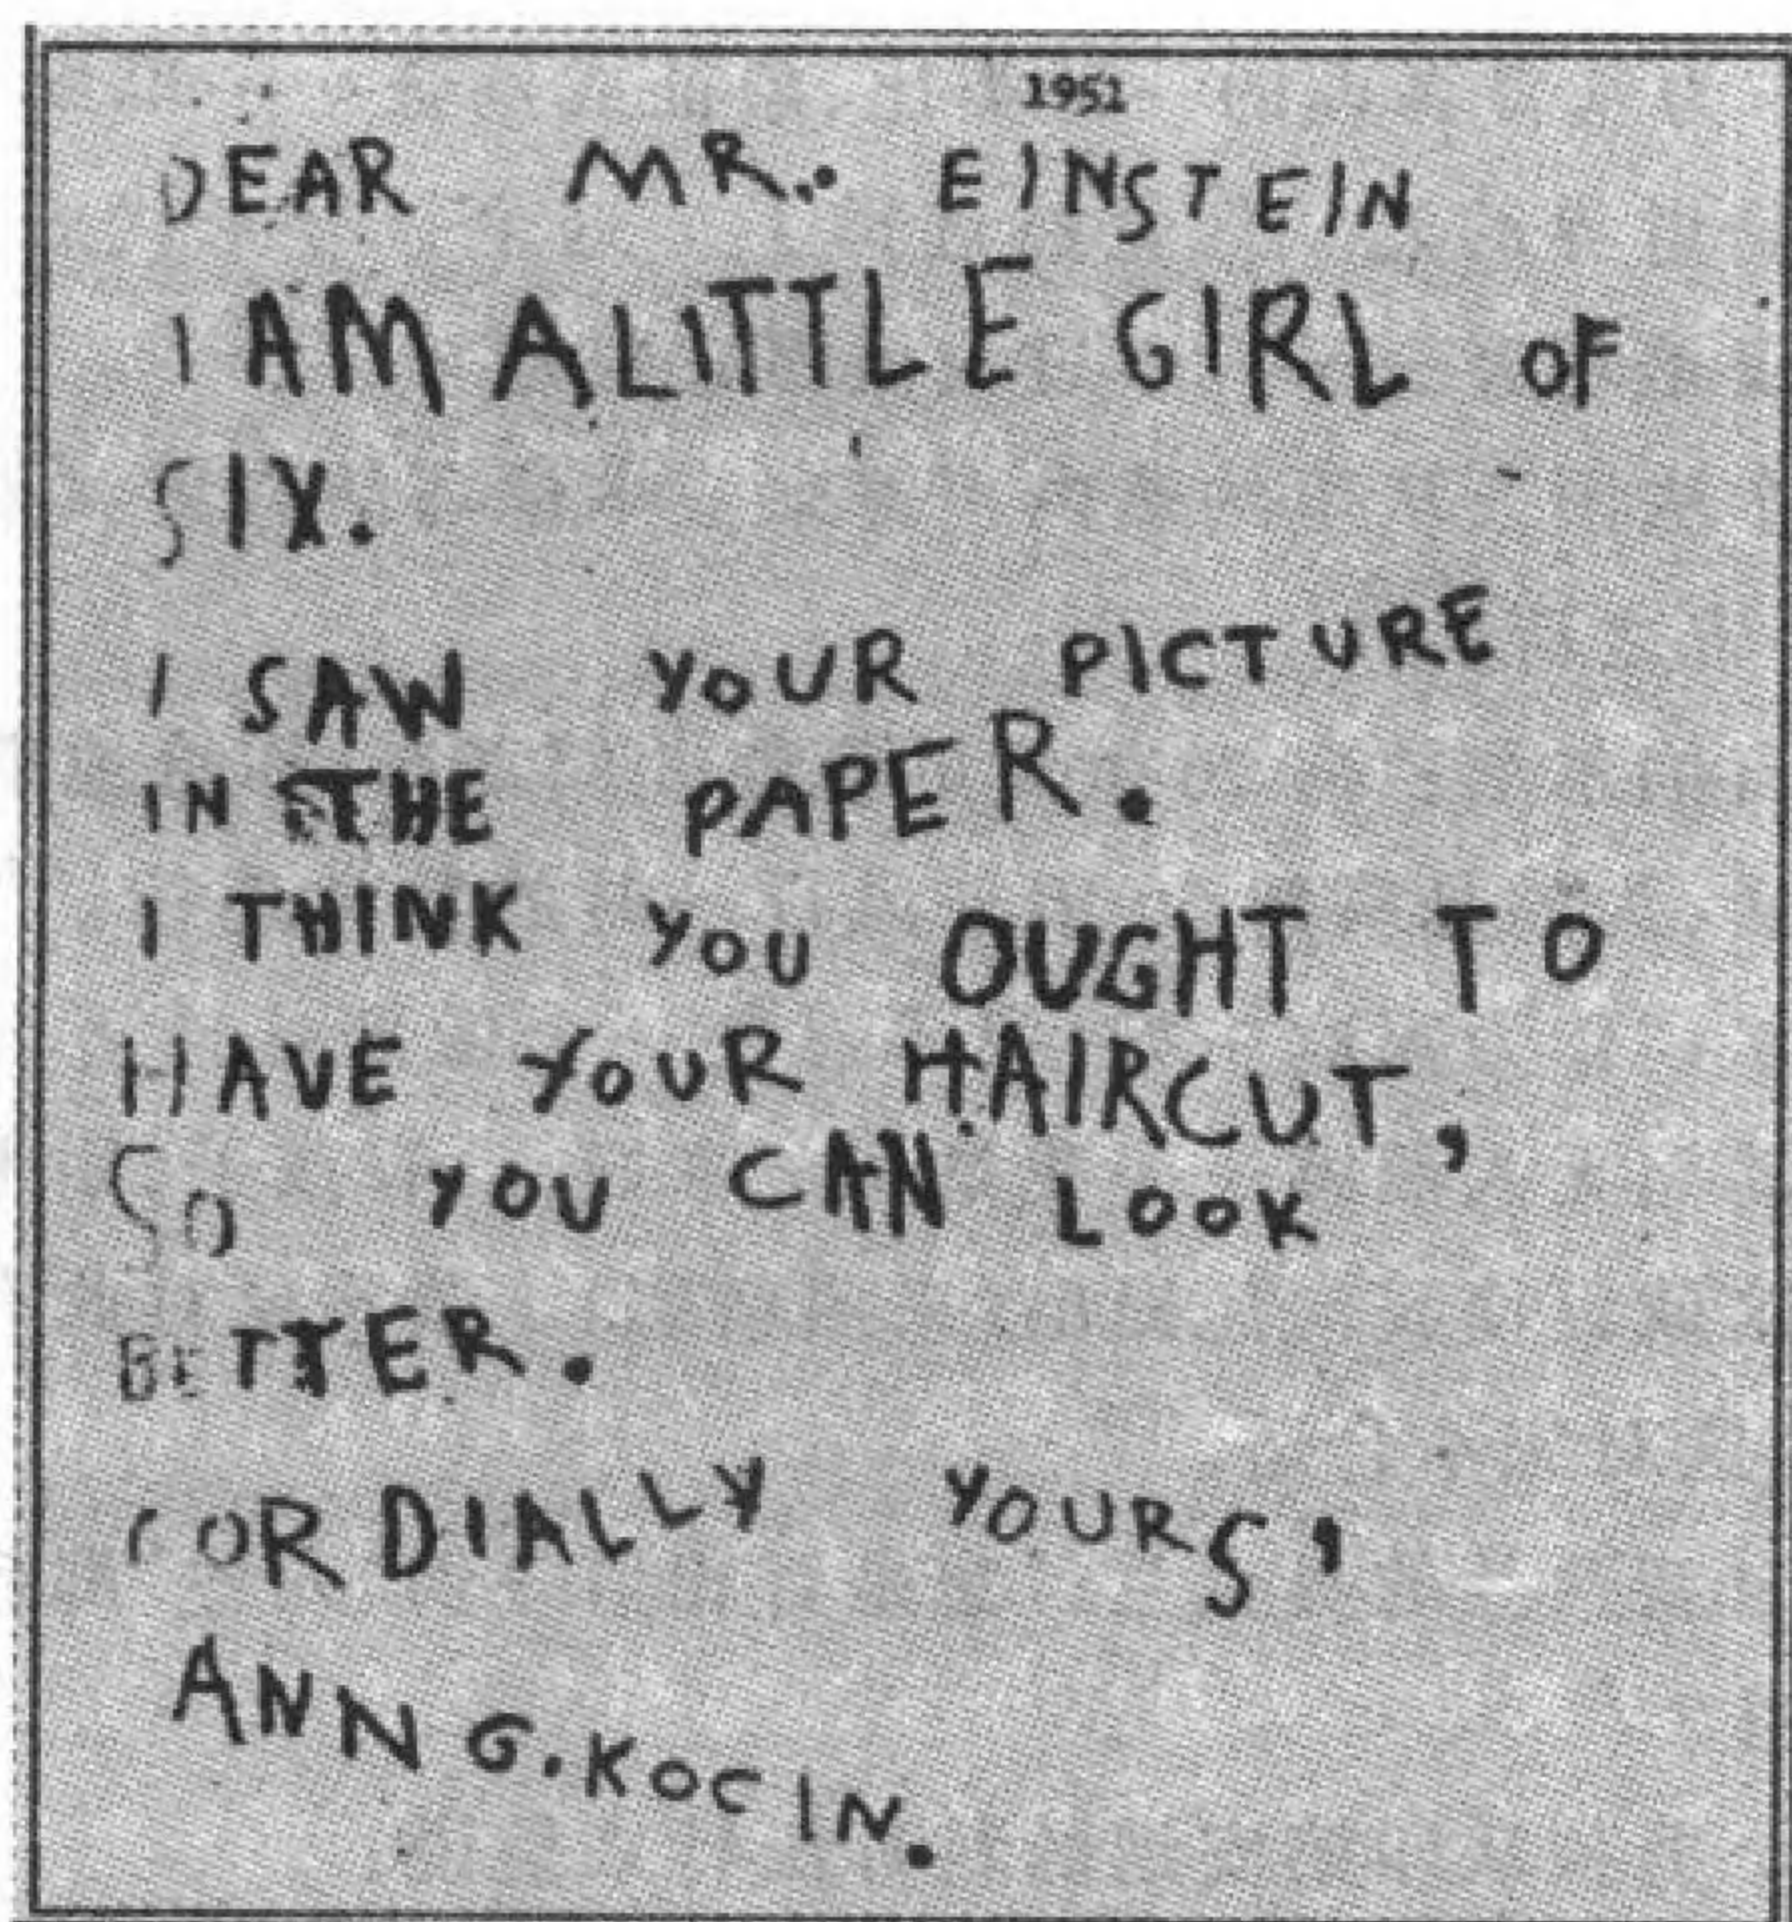 1951
DEAR MR.. EINSTEIN
I AM A LITTLE GIRL OF
SIX.
I SAW YOUR PICTURE
IN THE PAPER.
I THINK YOU OUGHT TO
HAVE YOUR HAIRCUT,
SO YOU CAN LOOK
BETTER.
CORDIALLY YOURS,
ANN G. KOCIN.